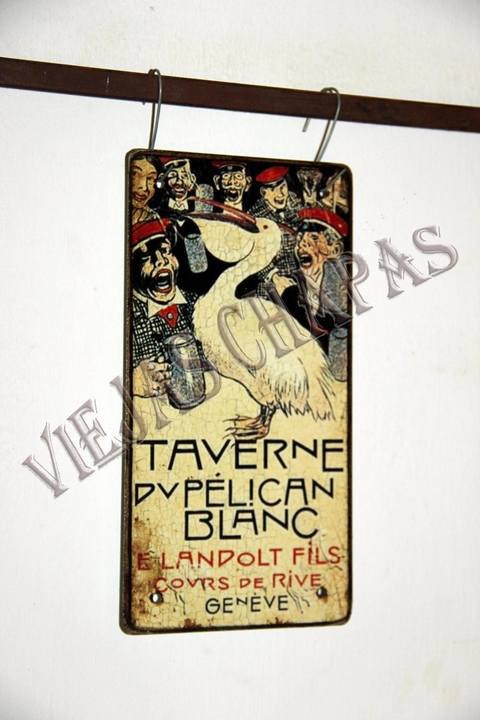 VIEJAS CHAPAS
TAVERNE
DV PÉLICAN
BLANC
E LANDOLT FILS
COVRS DE RIVE
GENÈVE